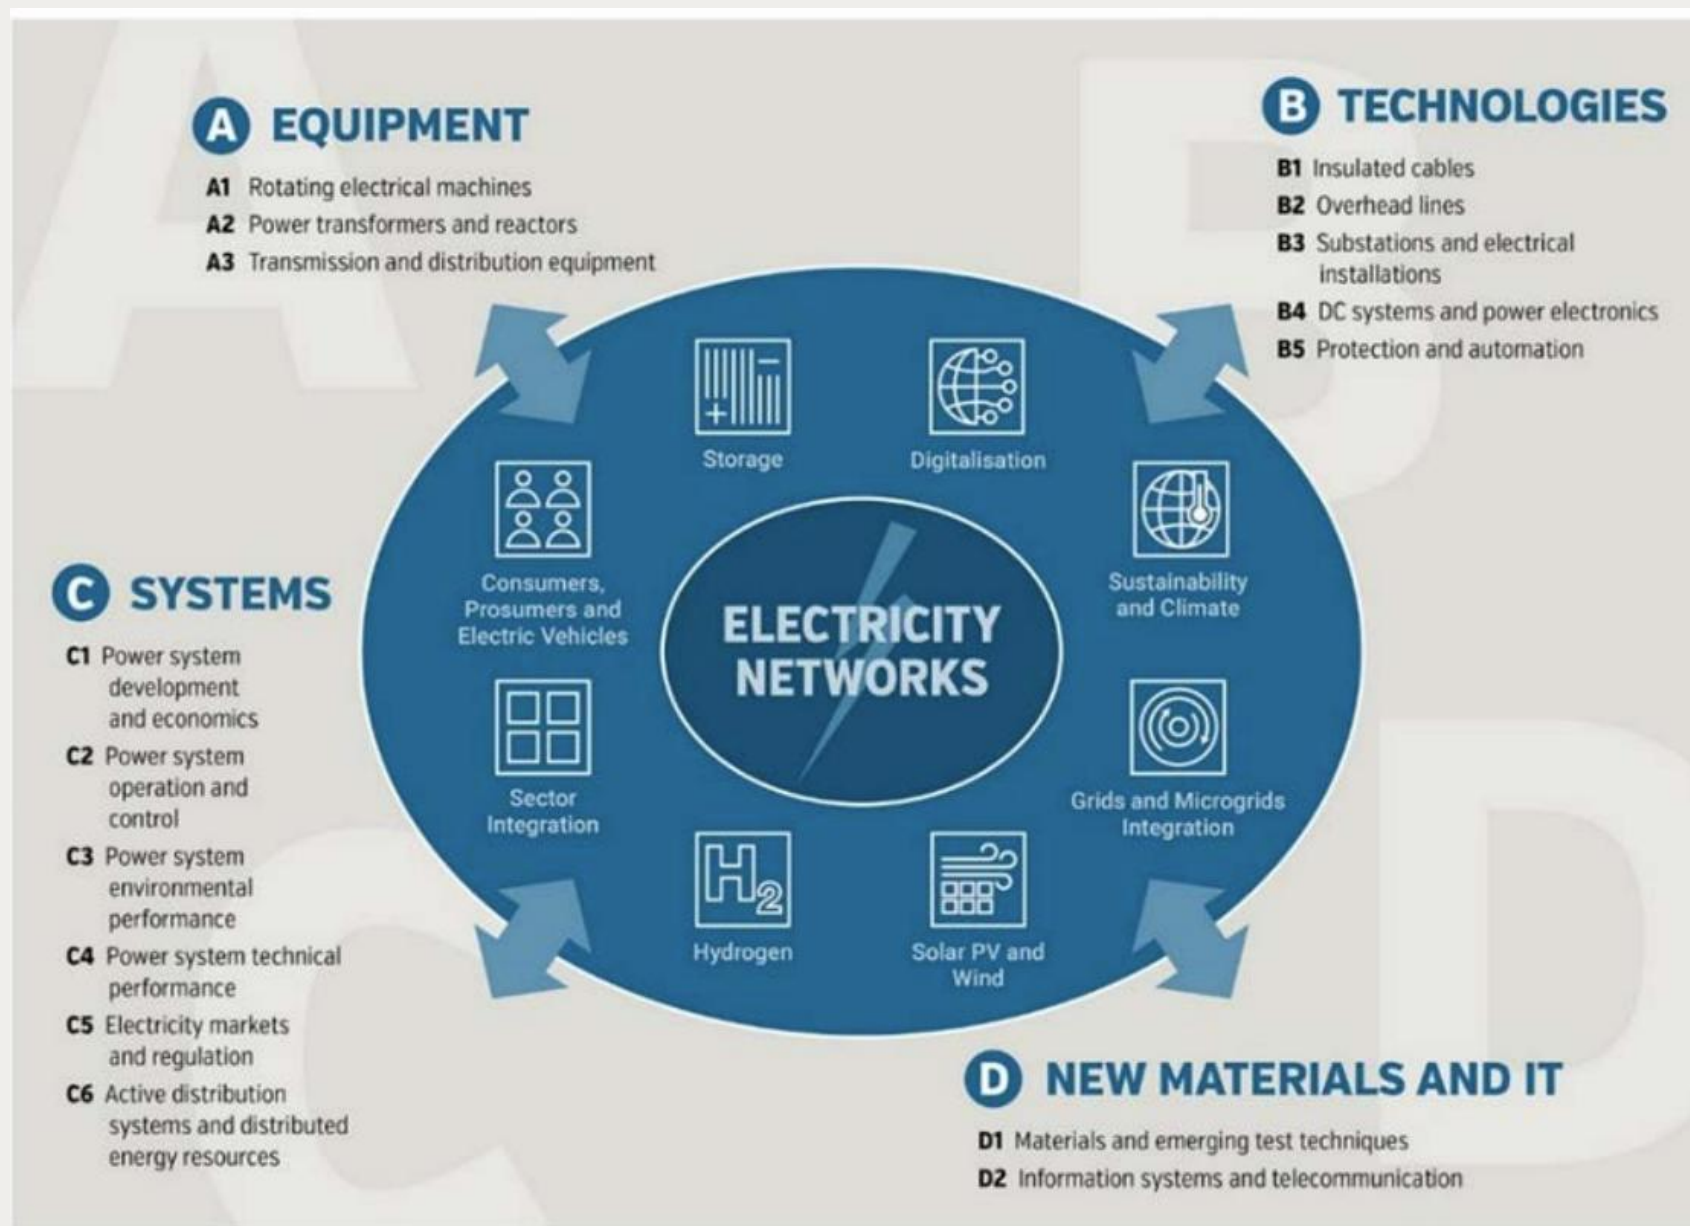 A EQUIPMENT
A1 Rotating electrical machines
A2 Power transformers and reactors
A3 Transmission and distribution equipment
B TECHNOLOGIES
B1 Insulated cables
B2 Overhead lines
B3 Substations and electrical
installations
B4 DC systems and power electronics
B5 Protection and automation
C SYSTEMS
C1 Power system
development
and economics
C2 Power system
operation and
control
C3 Power system
environmental
performance
C4 Power system technical
performance
C5 Electricity markets
and regulation
C6 Active distribution
systems and distributed
energy resources
Storage
Digitalisation
Consumers,
Prosumers and
Electric Vehicles
Sustainability
and Climate
ELECTRICITY
NETWORKS
Sector
Integration
Grids and Microgrids
Integration
H2
Hydrogen
Solar PV and
Wind
D NEW MATERIALS AND IT
D1 Materials and emerging test techniques
D2 Information systems and telecommunication
A
B
C
D